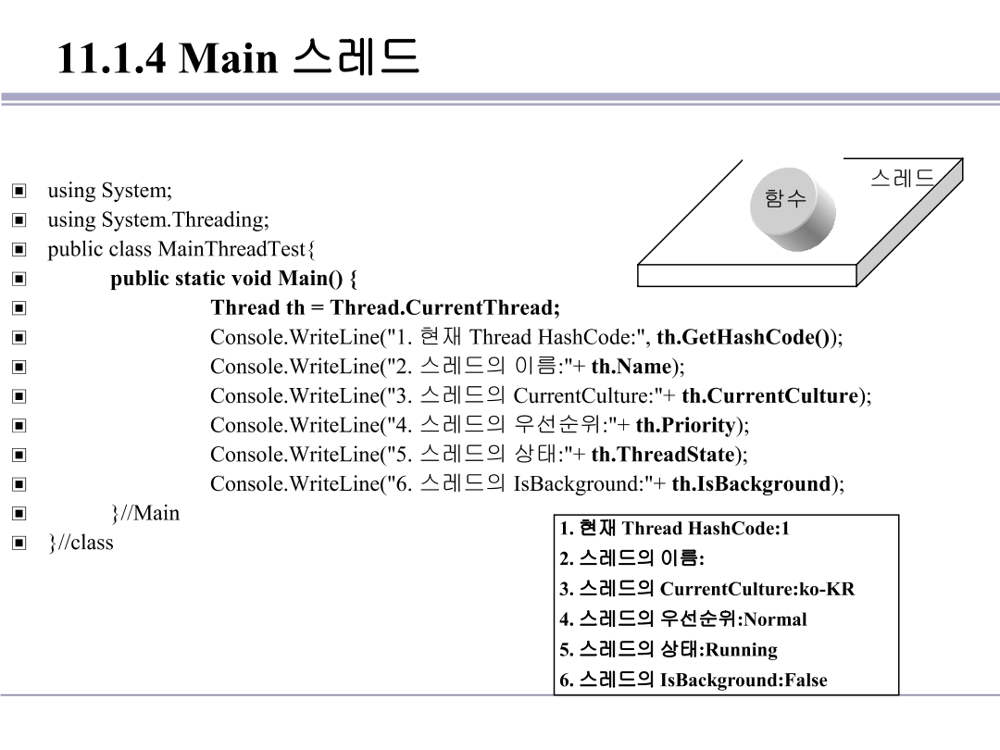 11.1.4 Main 스레드
스레드
함수
using System;
using System.Threading;
public class MainThreadTest{
public static void Main() {
Thread th = Thread.CurrentThread;
Console.WriteLine("1. 현재 Thread HashCode:", th.GetHashCode());
Console.WriteLine("2. 스레드의 이름:"+ th.Name);
Console.WriteLine("3. 스레드의 CurrentCulture:"+ th.CurrentCulture);
Console.WriteLine("4. 스레드의 우선순위:"+ th.Priority);
Console.WriteLine("5. 스레드의 상태:"+ th.ThreadState);
Console.WriteLine("6. 스레드의 IsBackground:"+ th.IsBackground);
}//Main
}//class
1. 현재 Thread HashCode:1
2. 스레드의 이름:
3. 스레드의 CurrentCulture:ko-KR
4. 스레드의 우선순위:Normal
5. 스레드의 상태:Running
6. 스레드의 IsBackground:False